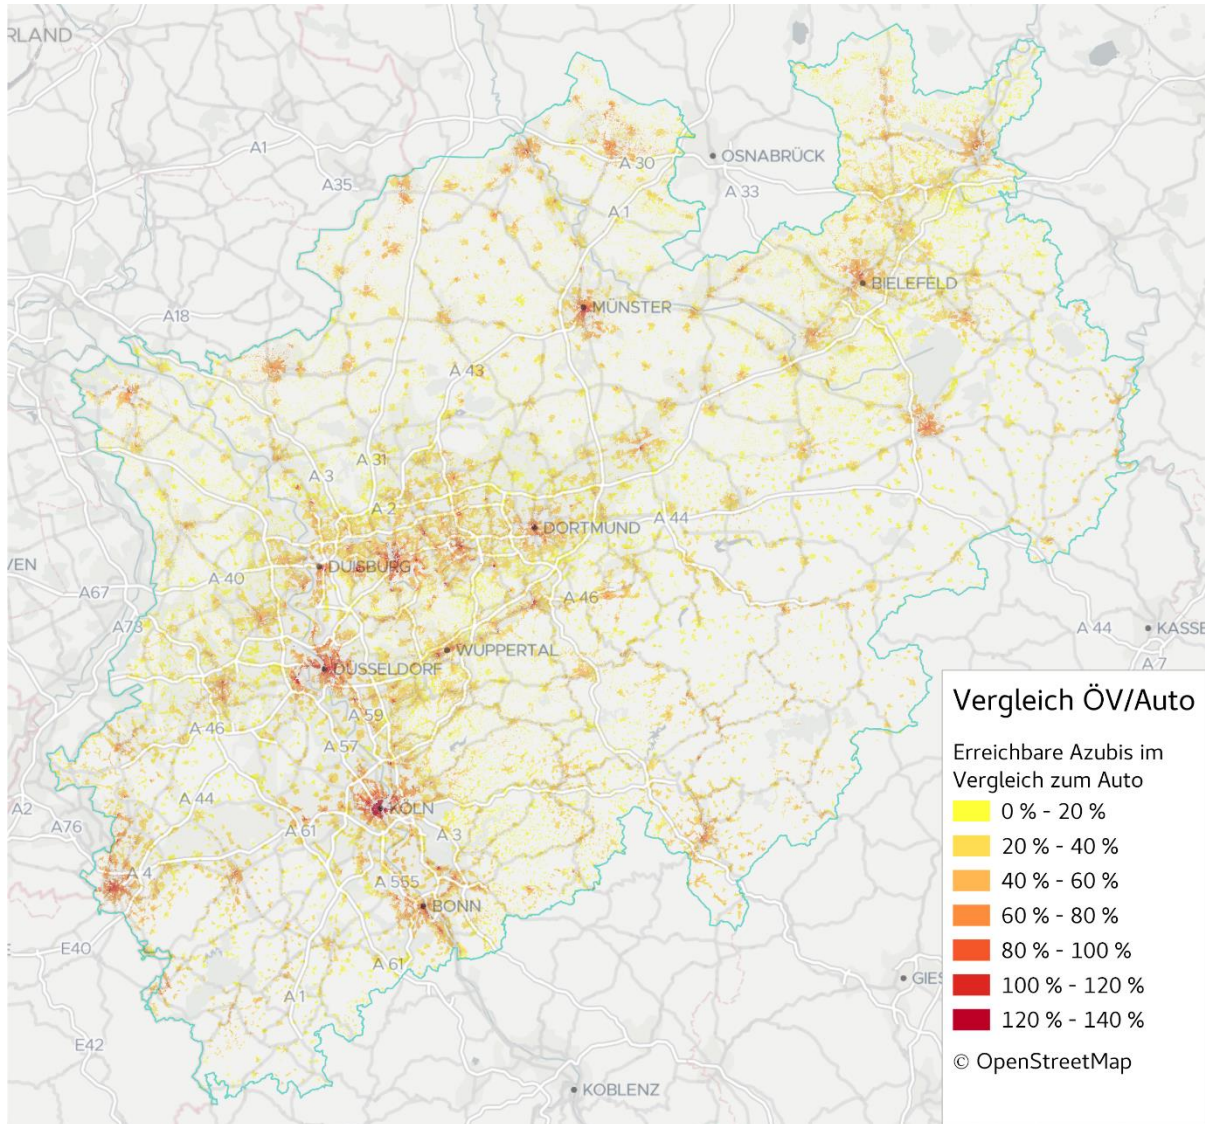 RLAND
A1
A 30
OSNABRÜCK
A35
A 33
A 1
BIELEFELD
MÜNSTER
A18
A 43
A 31
A 3
A 2
DORTMUND
A 44
VEN
DUISBURG
A 40
A67
A 46
A73
A 44
KASSE
WUPPERTAL
A 7
DÜSSELDORF
A 59
A 46
A 57
A 44
KÖLN
A2
A76
A 61
A 3
A 4
A 555
BONN
E40
A 61
GIES
A 1
E42
KOBLENZ
Vergleich ÖV/Auto
Erreichbare Azubis im
Vergleich zum Auto
0 % - 20 %
20 % - 40 %
40 % - 60 %
60 % - 80 %
80 % - 100 %
100 % - 120 %
120 % - 140 %
© OpenStreetMap